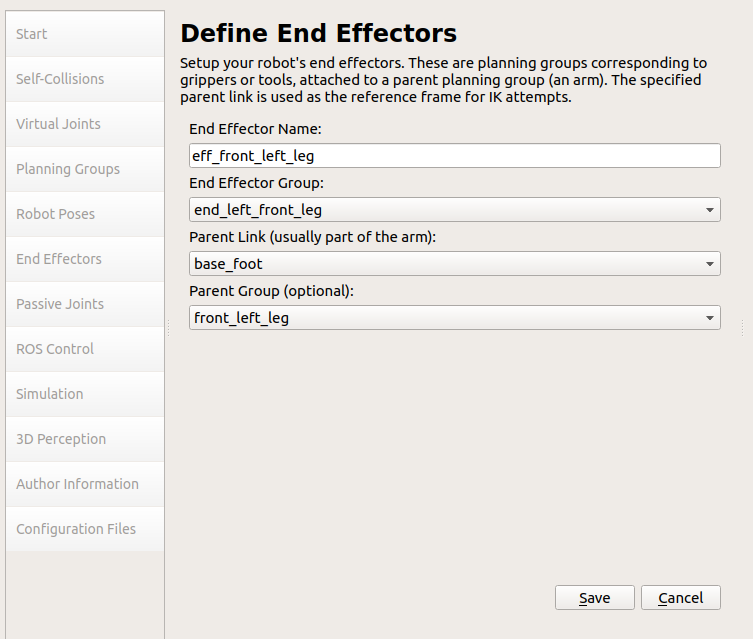 Start
Self-Collisions
Virtual Joints
Planning Groups
Robot Poses
End Effectors
Passive Joints
ROS Control
Simulation
3D Perception
Author Information
Configuration Files
Define End Effectors
Setup your robot's end effectors. These are planning groups corresponding to
grippers or tools, attached to a parent planning group (an arm). The specified
parent link is used as the reference frame for IK attempts.
End Effector Name:
eff_front_left_leg
End Effector Group:
end_left_front_leg
Parent Link (usually part of the arm):
base_foot
Parent Group (optional):
front_left_leg
Save
Cancel